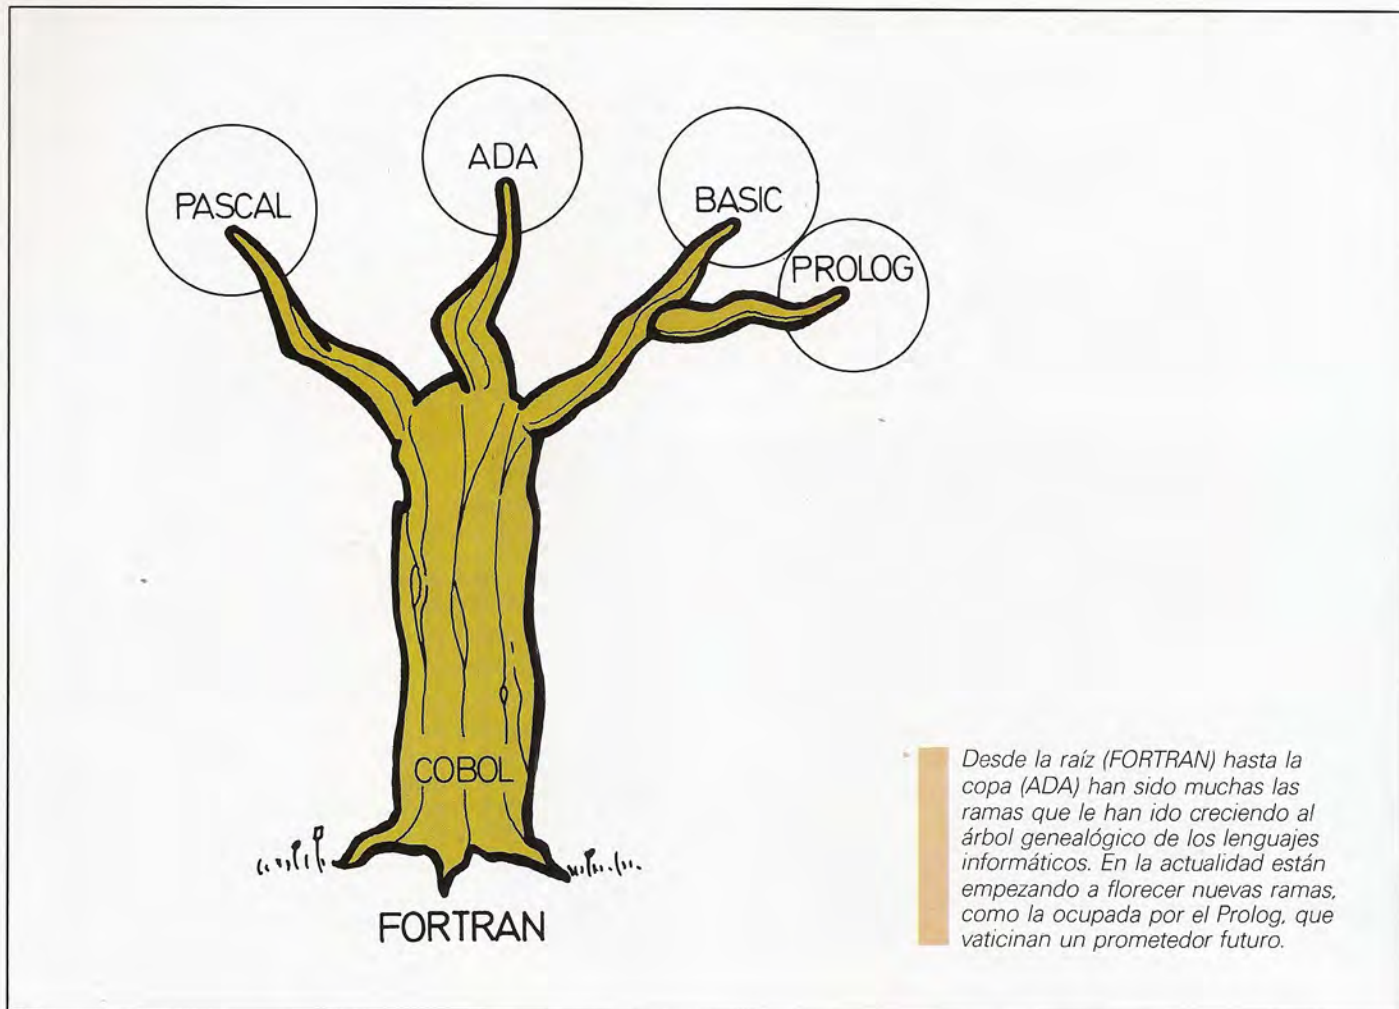 ADA
PASCAL
BASIC
PROLOG
COBOL
FORTRAN
Desde la raíz (FORTRAN) hasta la
copa (ADA) han sido muchas las
ramas que le han ido creciendo al
árbol genealógico de los lenguajes
informáticos. En la actualidad están
empezando a florecer nuevas ramas,
como la ocupada por el Prolog, que
vaticinan un prometedor futuro.